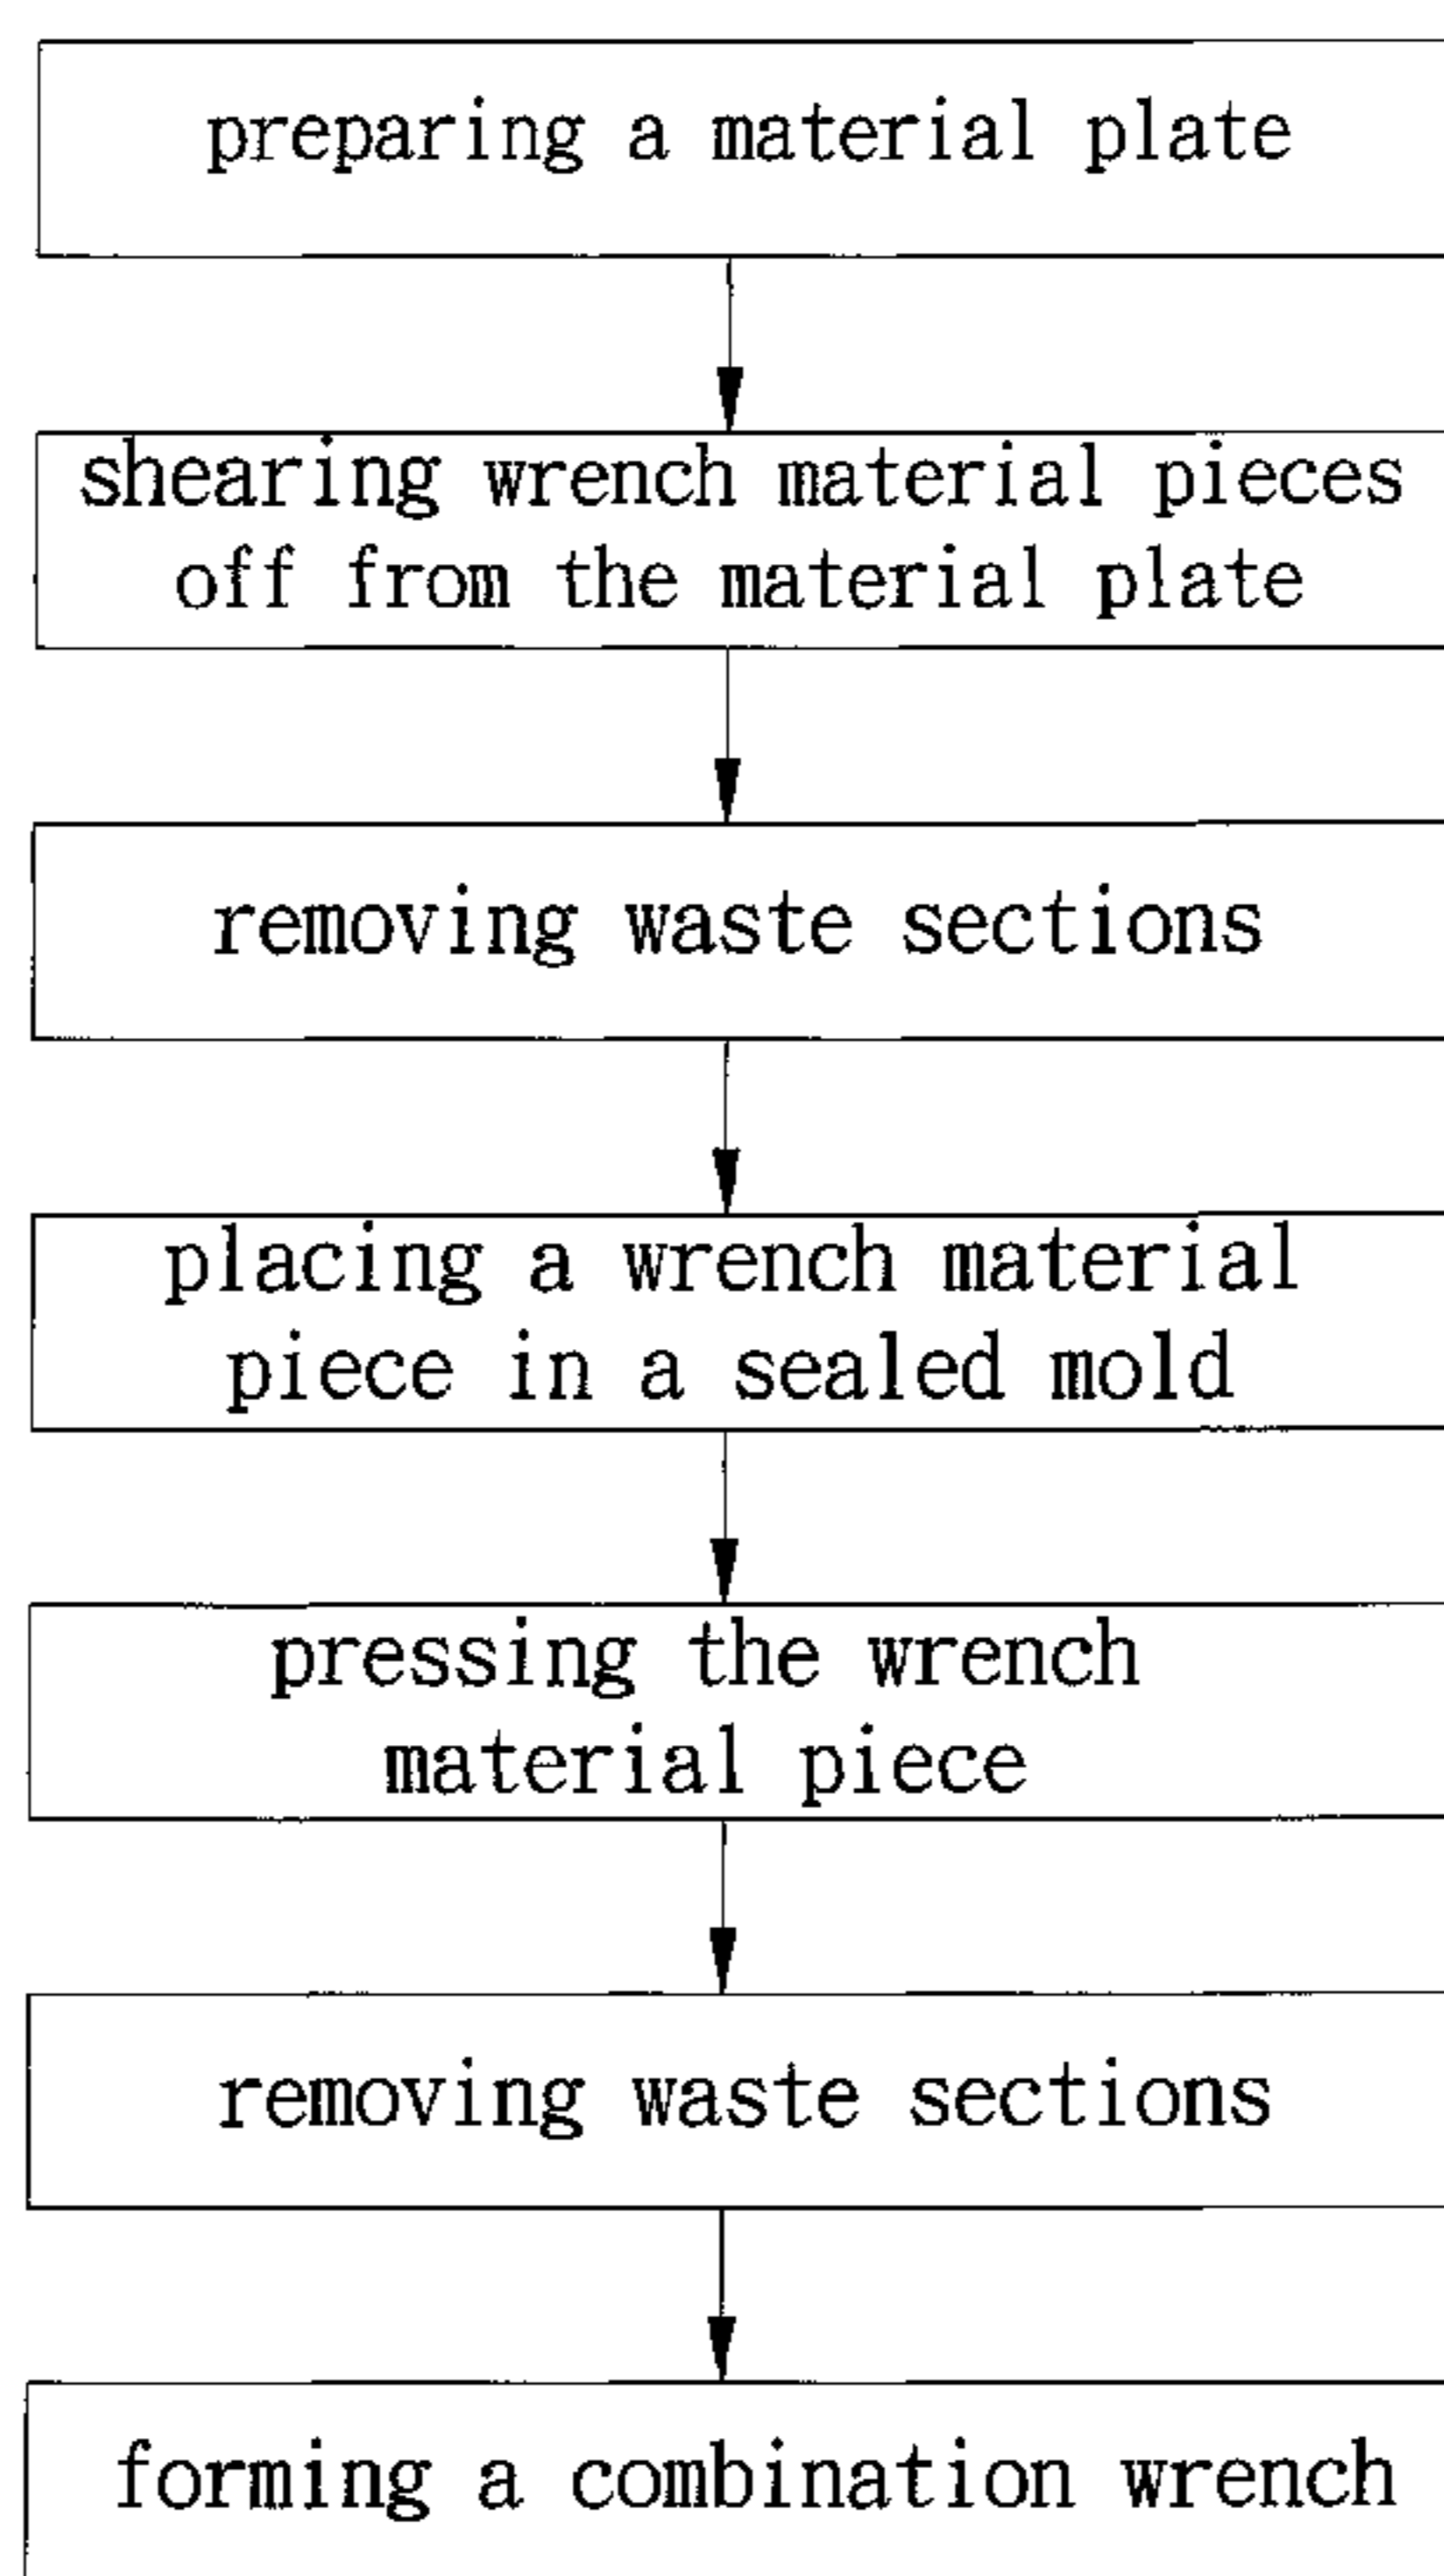 preparing a material plate
shearing wrench material pieces
off from the material plate
removing waste sections
placing a wrench material
piece in a sealed mold
pressing the wrench
material piece
removing waste sections
forming a combination wrench